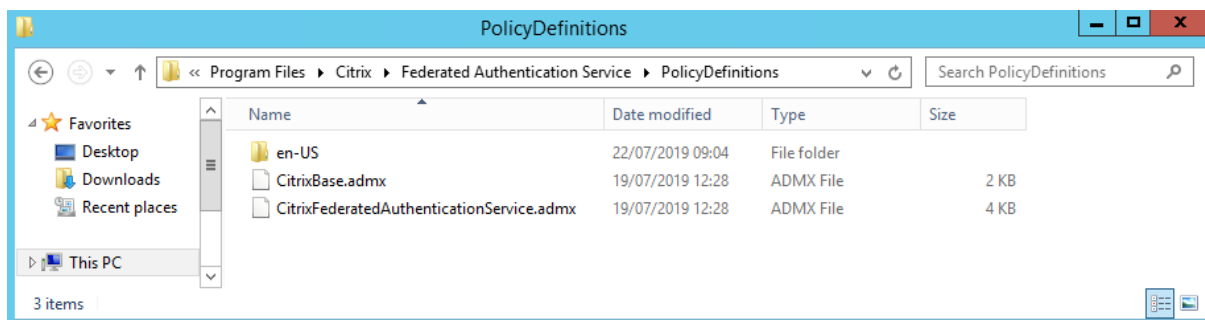 PolicyDefinitions
« Program Files Citrix Federated Authentication Service PolicyDefinitions Search PolicyDefinitions
Name Date modified Type Size
Favorites
Desktop
Downloads
Recent places
This PC
en-US 22/07/2019 09:04 File folder
CitrixBase.admx 19/07/2019 12:28 ADMX File 2 KB
CitrixFederatedAuthenticationService.admx 19/07/2019 12:28 ADMX File 4 KB
3 items